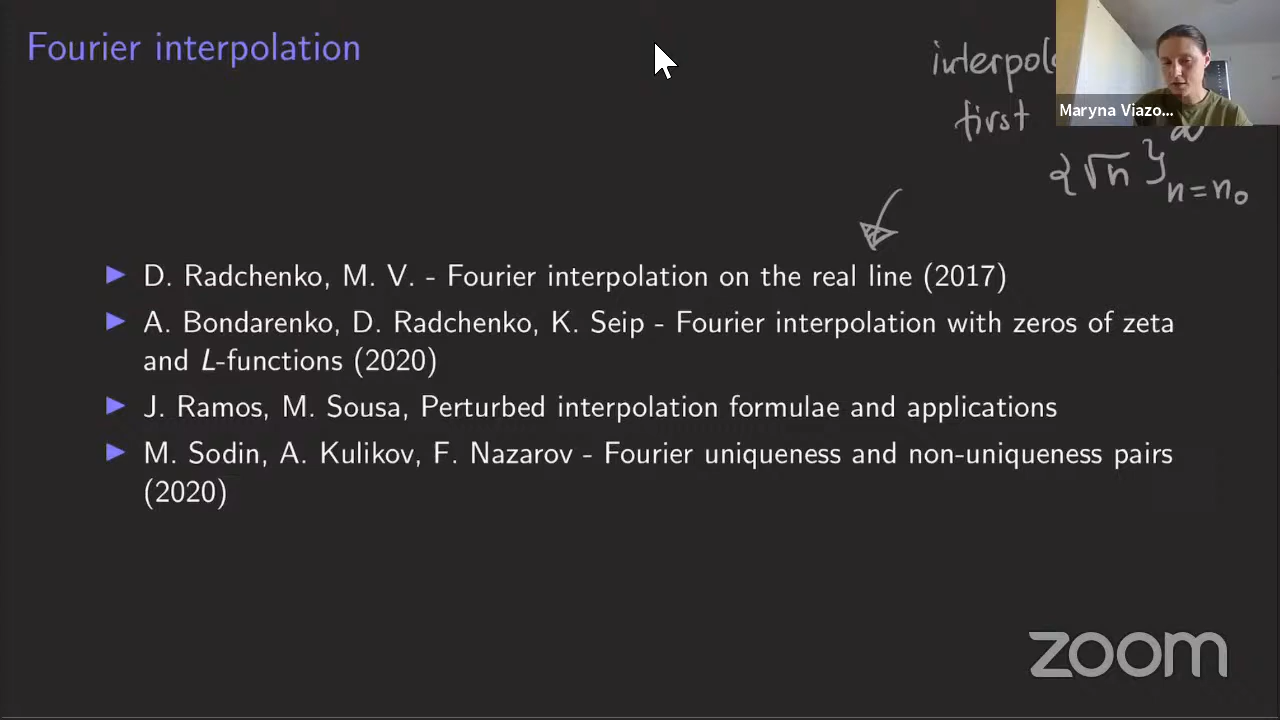 Fourier interpolation
interpol
first
Maryna Viazo...
{√n}
n=n₀
▶ D. Radchenko, M. V. - Fourier interpolation on the real line (2017)
▶ A. Bondarenko, D. Radchenko, K. Seip - Fourier interpolation with zeros of zeta
and L-functions (2020)
▶ J. Ramos, M. Sousa, Perturbed interpolation formulae and applications
▶ M. Sodin, A. Kulikov, F. Nazarov - Fourier uniqueness and non-uniqueness pairs
(2020)
zoom